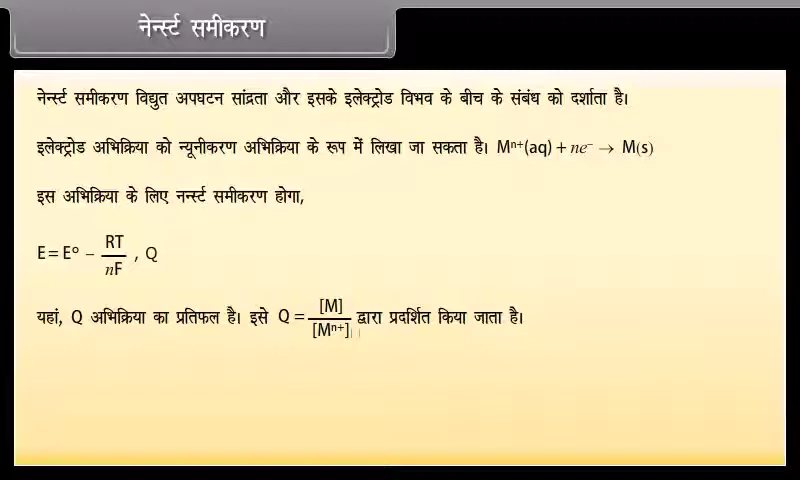 नेर्न्स्ट समीकरण
नेर्न्स्ट समीकरण विद्युत अपघटन सांद्रता और इसके इलेक्ट्रोड विभव के बीच के संबंध को दर्शाता है।
इलेक्ट्रोड अभिक्रिया को न्यूनीकरण अभिक्रिया के रूप में लिखा जा सकता है। Mⁿ⁺(aq) + ne⁻ → M(s)
इस अभिक्रिया के लिए नर्न्स्ट समीकरण होगा,
E = E° − RT/nF , Q
यहां, Q अभिक्रिया का प्रतिफल है। इसे Q = [M]/[Mⁿ⁺] द्वारा प्रदर्शित किया जाता है।